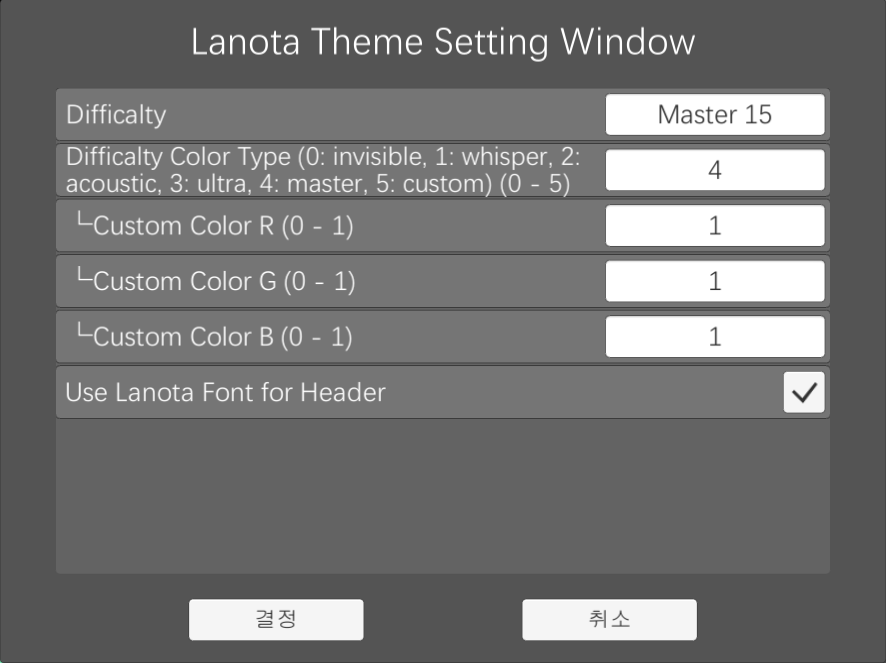 Lanota Theme Setting Window
Difficalty
Master 15
Difficalty Color Type (0: invisible, 1: whisper, 2:
acoustic, 3: ultra, 4: master, 5: custom) (0 - 5)
4
└Custom Color R (0 - 1)
1
└Custom Color G (0 - 1)
1
└Custom Color B (0 - 1)
1
Use Lanota Font for Header
결정
취소